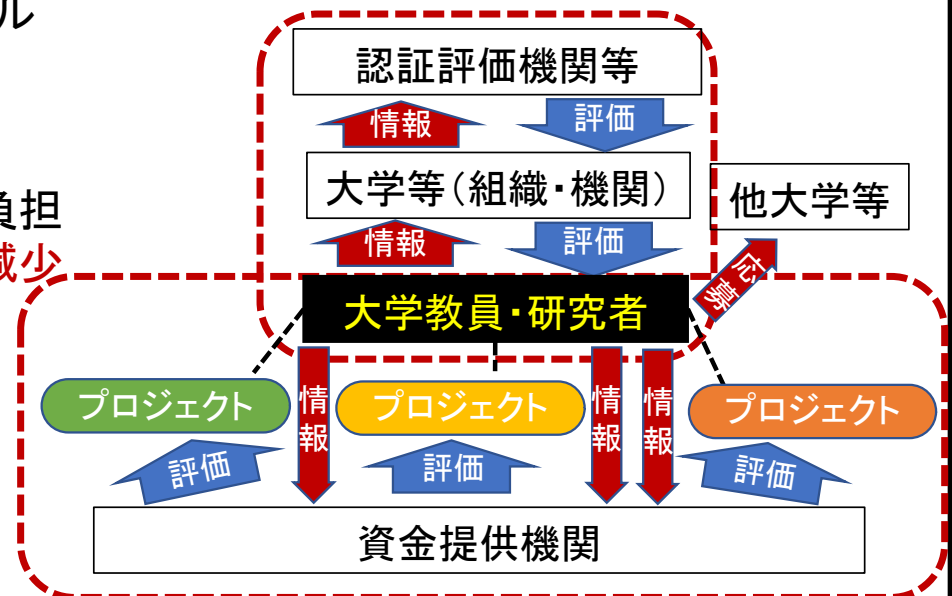 ル
認証評価機関等
情報
評価
大学等（組織・機関）
他大学等
負担
減少
情報
評価
応募
大学教員・研究者
プロジェクト
情報
プロジェクト
情報
情報
プロジェクト
評価
評価
評価
資金提供機関